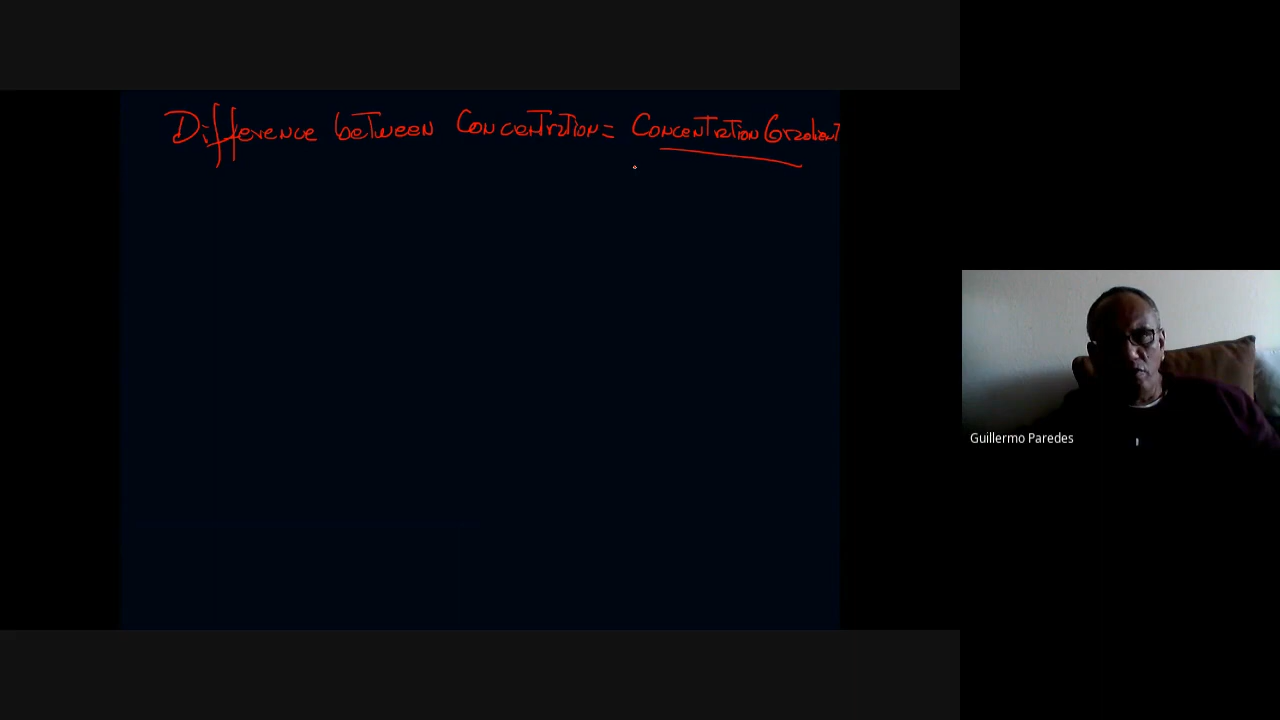 Difference between Concentration = Concentration Gradient
Guillermo Paredes